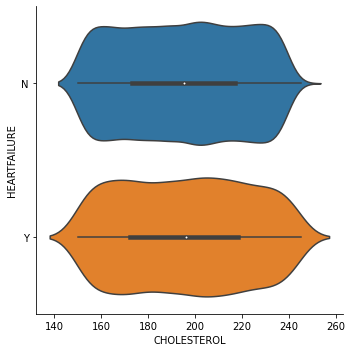 HEARTFAILURE
N
Y
140 160 180 200 220 240 260
CHOLESTEROL